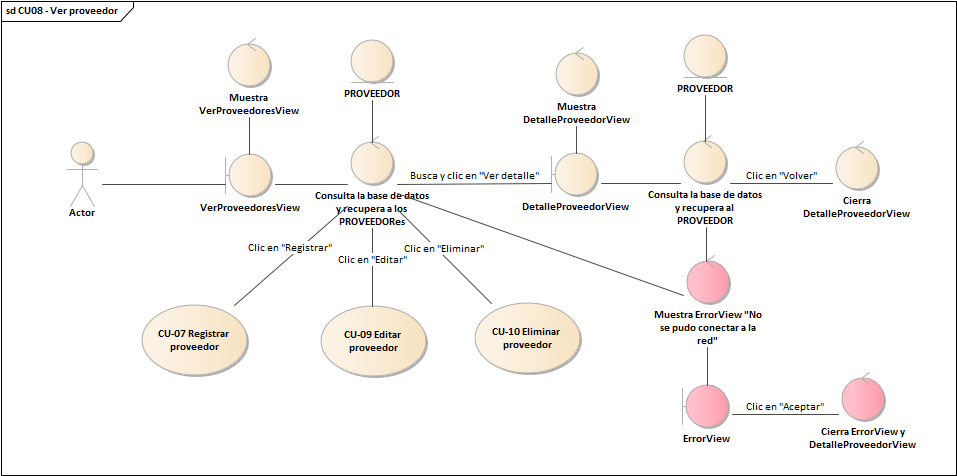 sd CU08 - Ver proveedor
Muestra
VerProveedoresView
PROVEEDOR
Muestra
DetalleProveedorView
PROVEEDOR
Actor
VerProveedoresView
Consulta la base de datos
y recupera a los
PROVEEDORes
Busca y clic en "Ver detalle"
DetalleProveedorView
Consulta la base de datos
y recupera al
PROVEEDOR
Clic en "Volver"
Cierra
DetalleProveedorView
Clic en "Registrar"
Clic en "Editar"
Clic en "Eliminar"
CU-07 Registrar
proveedor
CU-09 Editar
proveedor
CU-10 Eliminar
proveedor
Muestra ErrorView "No
se pudo conectar a la
red"
ErrorView
Clic en "Aceptar"
Cierra ErrorView y
DetalleProveedorView